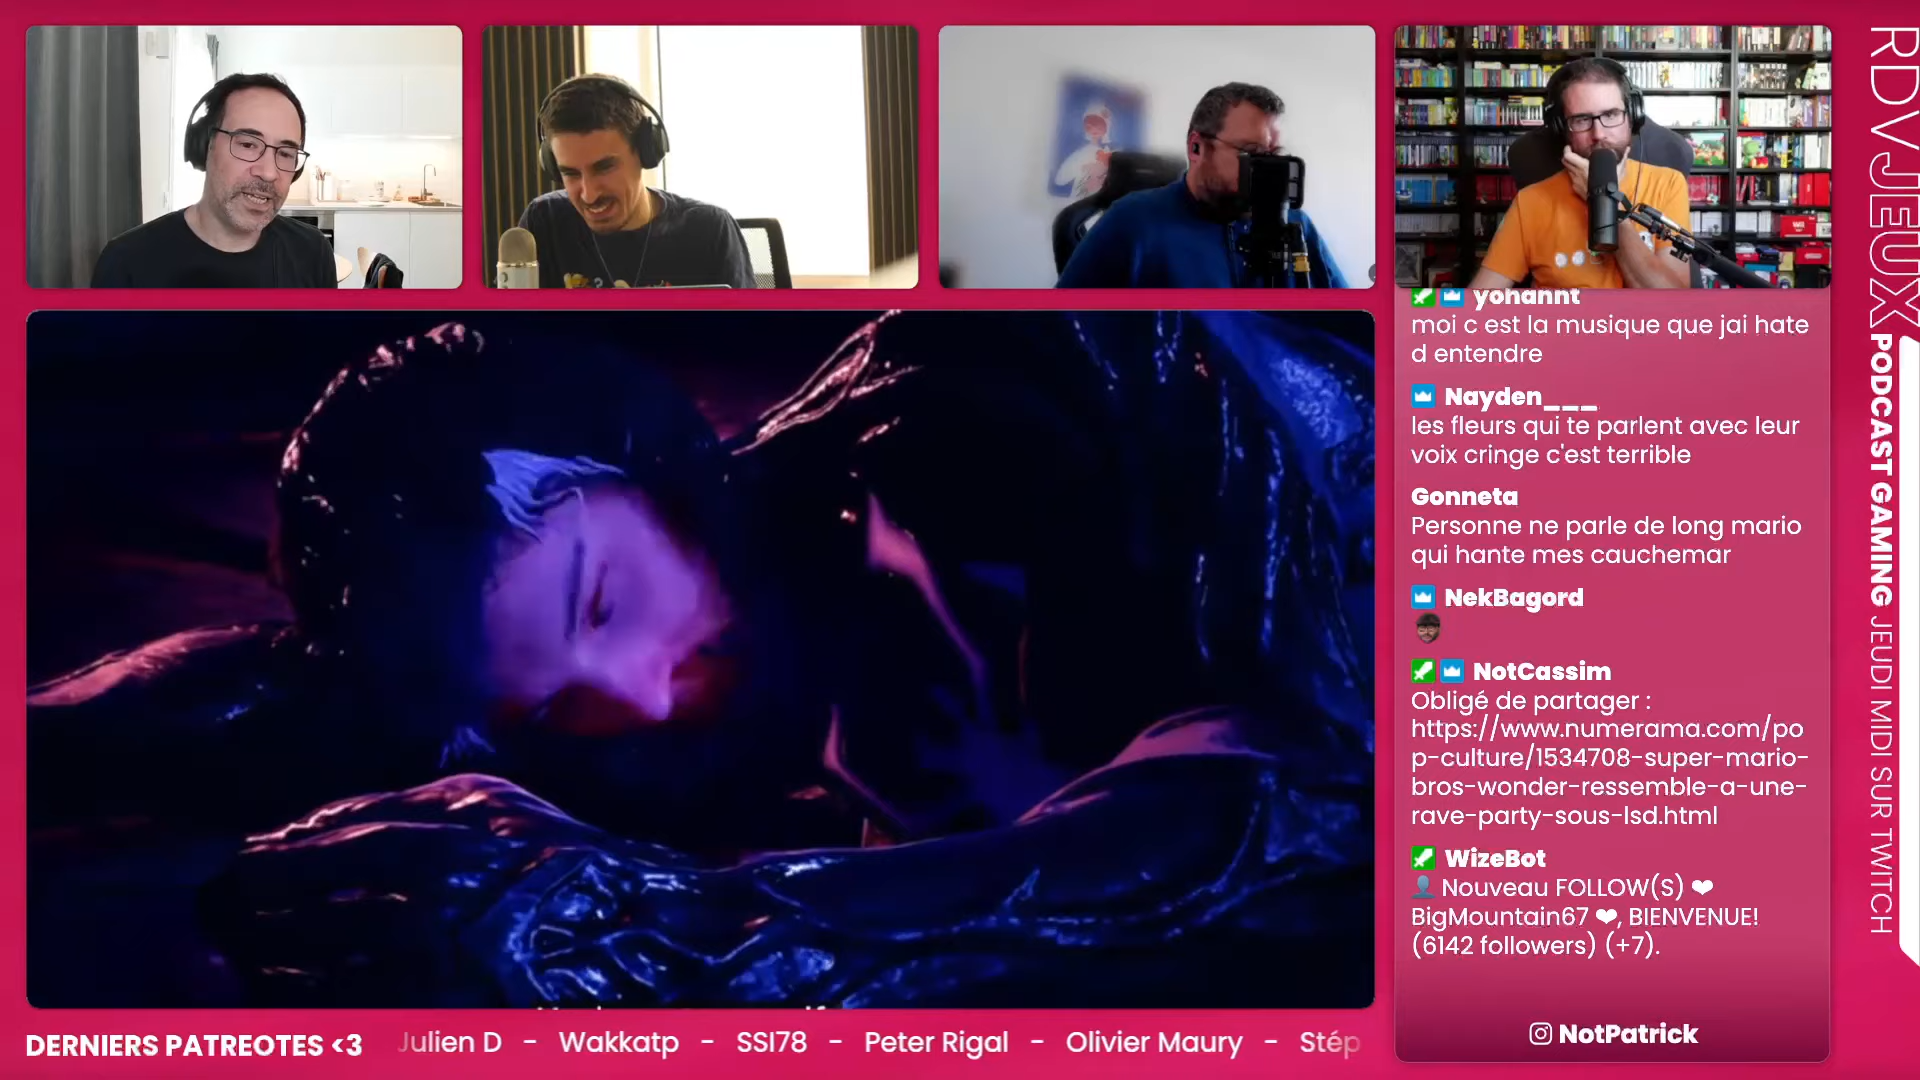 yohannt
moi c est la musique que jai hate
d entendre
Nayden___
les fleurs qui te parlent avec leur
voix cringe c'est terrible
Gonneta
Personne ne parle de long mario
qui hante mes cauchemar
NekBagord
NotCassim
Obligé de partager :
https://www.numerama.com/po
p-culture/1534708-super-mario-
bros-wonder-ressemble-a-une-
rave-party-sous-lsd.html
WizeBot
👤 Nouveau FOLLOW(S) ❤
BigMountain67 ❤, BIENVENUE!
(6142 followers) (+7).
NotPatrick
RDV JEUX PODCAST GAMING JEUDI MIDI SUR TWITCH
DERNIERS PATREOTES <3 Julien D - Wakkatp - SSI78 - Peter Rigal - Olivier Maury - Stép